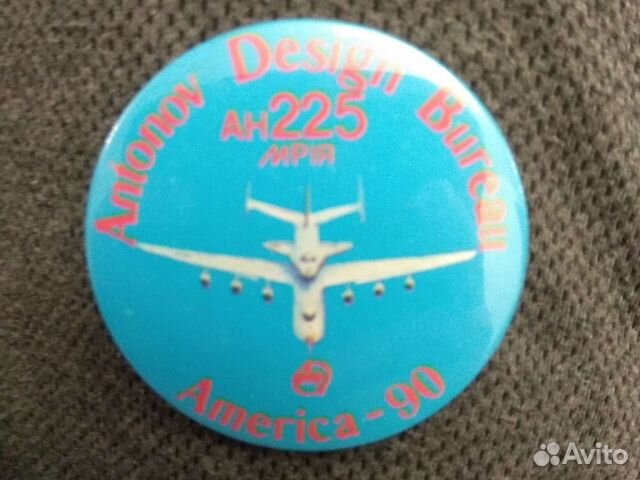 Antonov Design Bureau
АН225
МРІЯ
America-90
Avito